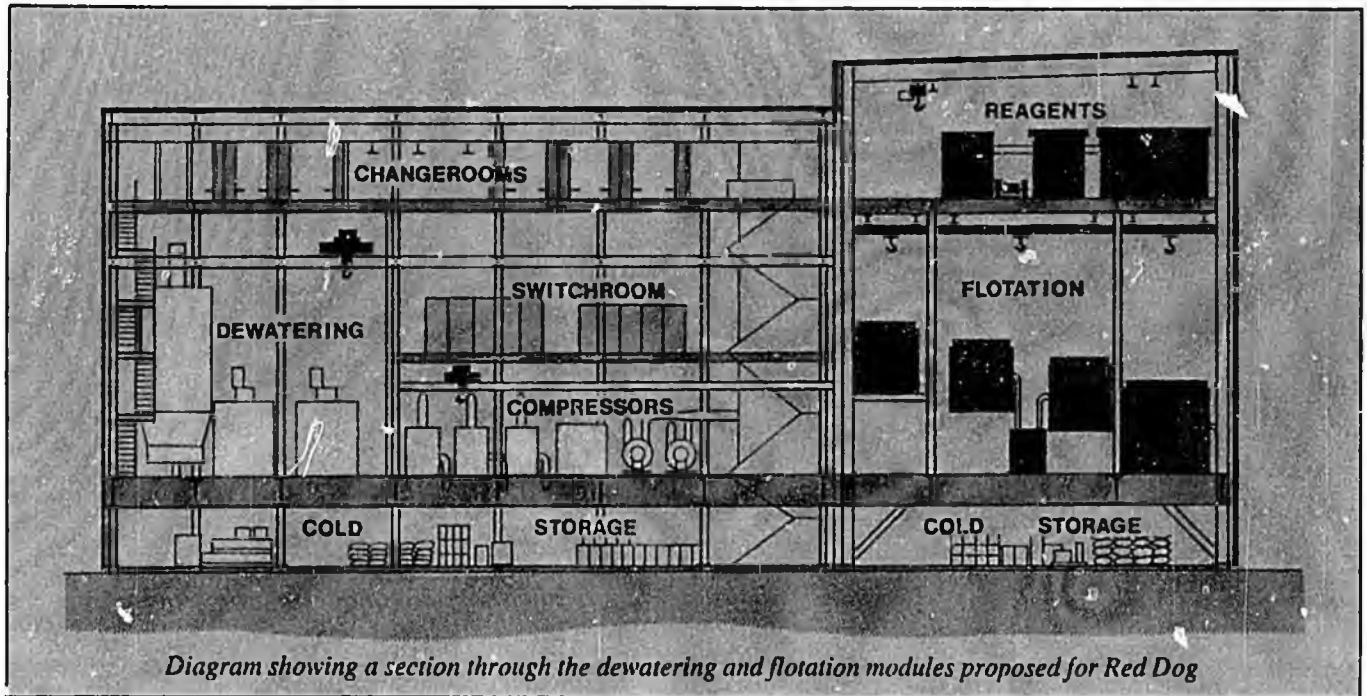 REAGENTS
CHANGEROOMS
SWITCHROOM
FLOTATION
DEWATERING
COMPRESSORS
COLD STORAGE
COLD STORAGE
Diagram showing a section through the dewatering and flotation modules proposed for Red Dog